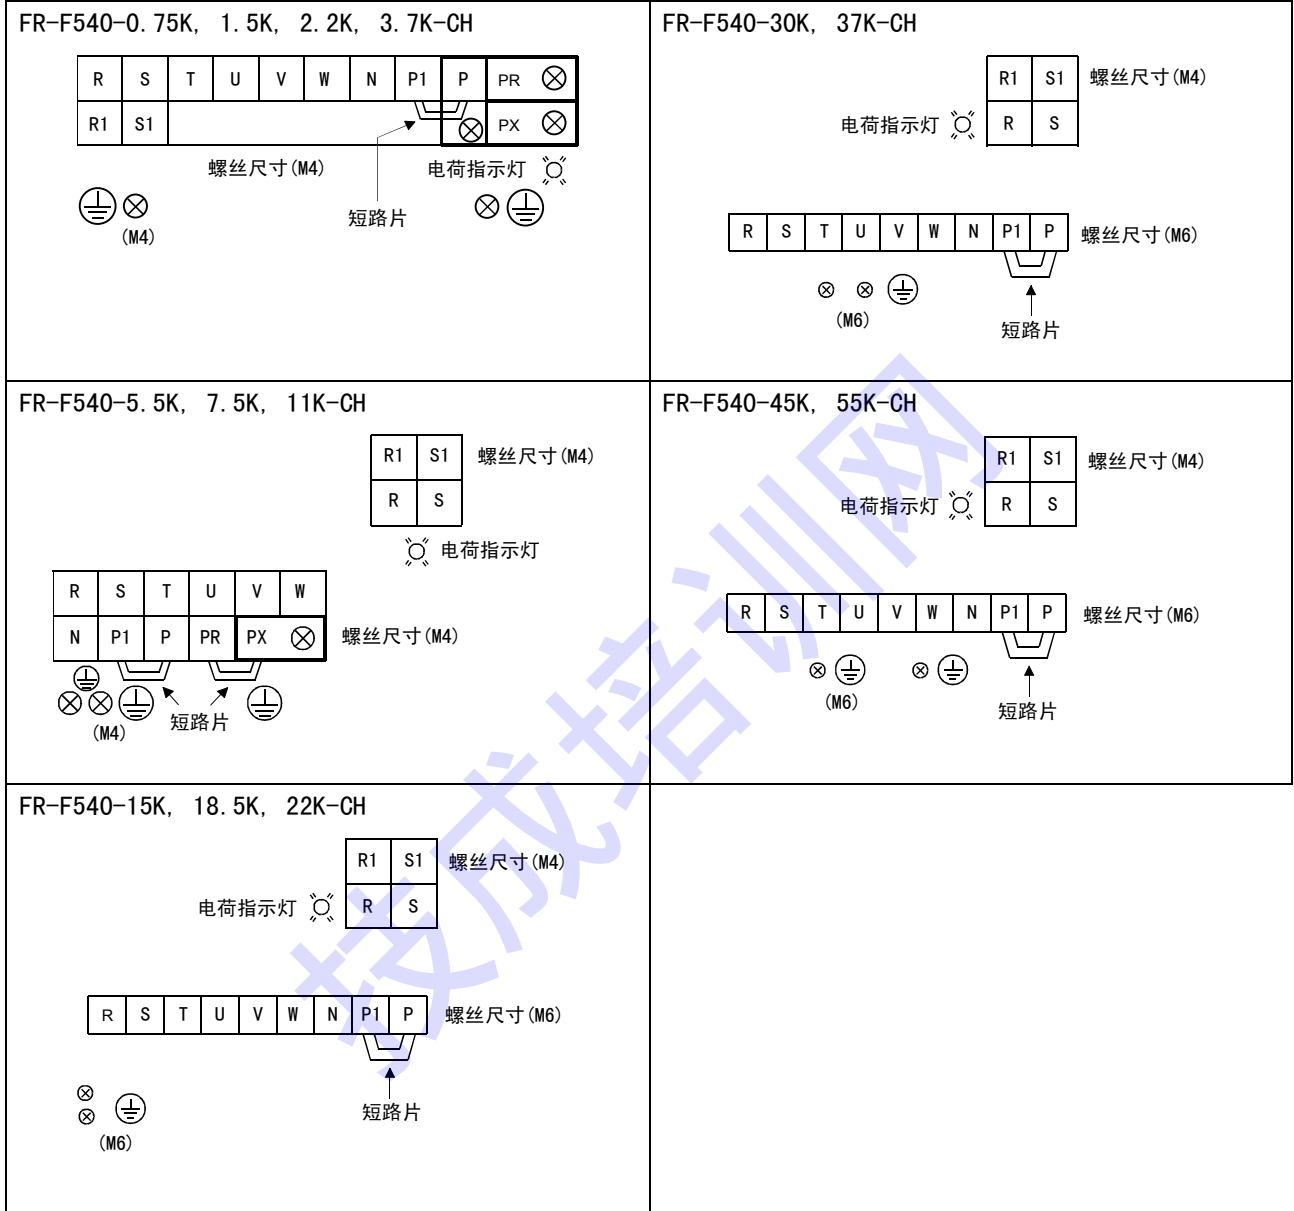 FR-F540-0.75K, 1.5K, 2.2K, 3.7K-CH
R S T U V W N P1 P PR
R1 S1 PX
螺丝尺寸(M4)
电荷指示灯
短路片
(M4)
FR-F540-30K, 37K-CH
R1 S1 螺丝尺寸(M4)
电荷指示灯 R S
R S T U V W N P1 P 螺丝尺寸(M6)
(M6)
短路片
FR-F540-5.5K, 7.5K, 11K-CH
R1 S1 螺丝尺寸(M4)
R S
电荷指示灯
R S T U V W
N P1 P PR PX 螺丝尺寸(M4)
短路片
(M4)
FR-F540-45K, 55K-CH
R1 S1 螺丝尺寸(M4)
电荷指示灯 R S
R S T U V W N P1 P 螺丝尺寸(M6)
(M6)
短路片
FR-F540-15K, 18.5K, 22K-CH
R1 S1 螺丝尺寸(M4)
电荷指示灯 R S
R S T U V W N P1 P 螺丝尺寸(M6)
短路片
(M6)
技成培训网